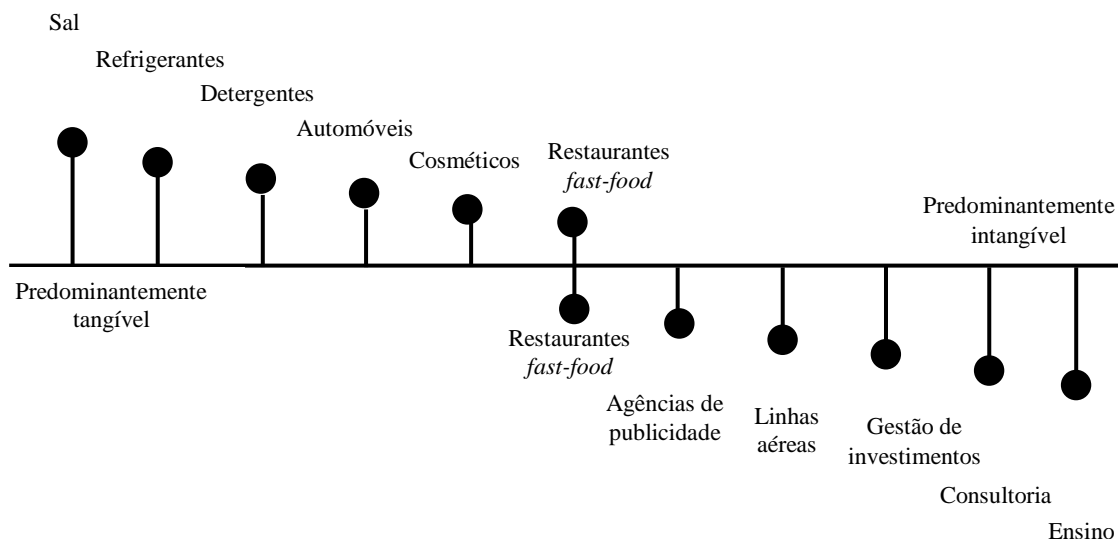 Sal
Refrigerantes
Detergentes
Automóveis
Cosméticos
Restaurantes
fast-food
Predominantemente
intangível
Predominantemente
tangível
Restaurantes
fast-food
Agências de
publicidade
Linhas
aéreas
Gestão de
investimentos
Consultoria
Ensino